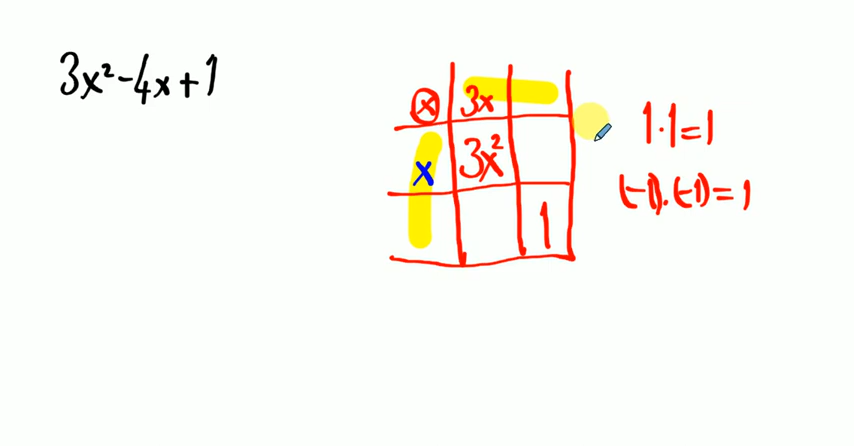 3x² - 4x + 1
x 3x
x 3x²
1
1 · 1 = 1
(-1) · (-1) = 1